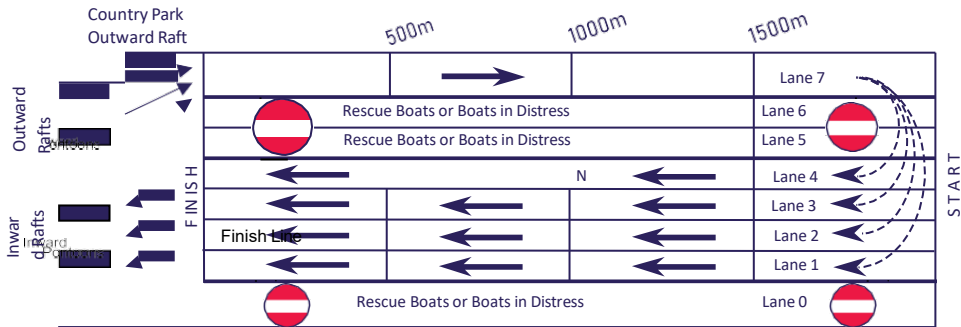 Country Park
Outward Raft
500m
1000m
1500m
Lane 7
Rescue Boats or Boats in Distress
Lane 6
Rescue Boats or Boats in Distress
Lane 5
Outward
Rafts
FINISH
N
Lane 4
START
Lane 3
Finish Line
Lane 2
Inwar
d Rafts
Inward
Pontoons
Lane 1
Rescue Boats or Boats in Distress
Lane 0